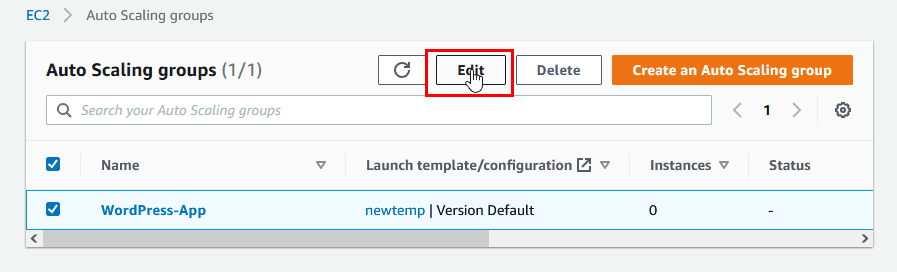 EC2 > Auto Scaling groups
Auto Scaling groups (1/1) Edit Delete Create an Auto Scaling group
Search your Auto Scaling groups 1
Name Launch template/configuration Instances Status
WordPress-App newtemp | Version Default 0 -